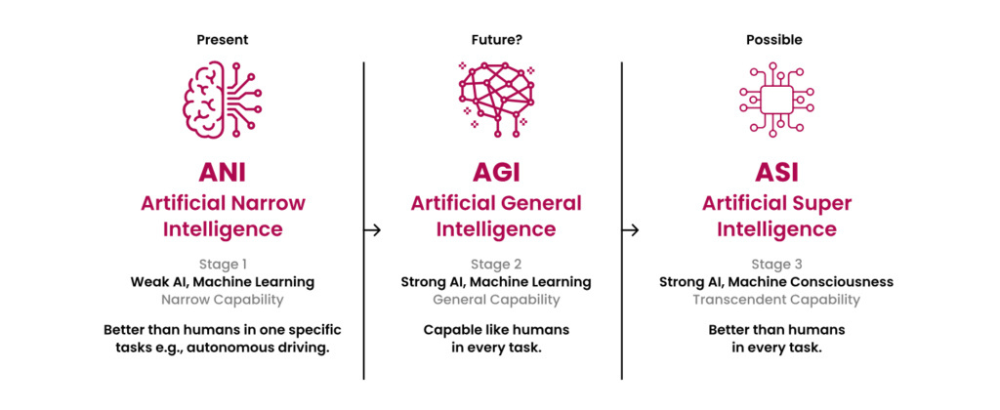 Present
ANI
Artificial Narrow
Intelligence
Stage 1
Weak AI, Machine Learning
Narrow Capability
Better than humans in one specific
tasks e.g., autonomous driving.
Future?
AGI
Artificial General
Intelligence
Stage 2
Strong AI, Machine Learning
General Capability
Capable like humans
in every task.
Possible
ASI
Artificial Super
Intelligence
Stage 3
Strong AI, Machine Consciousness
Transcendent Capability
Better than humans
in every task.